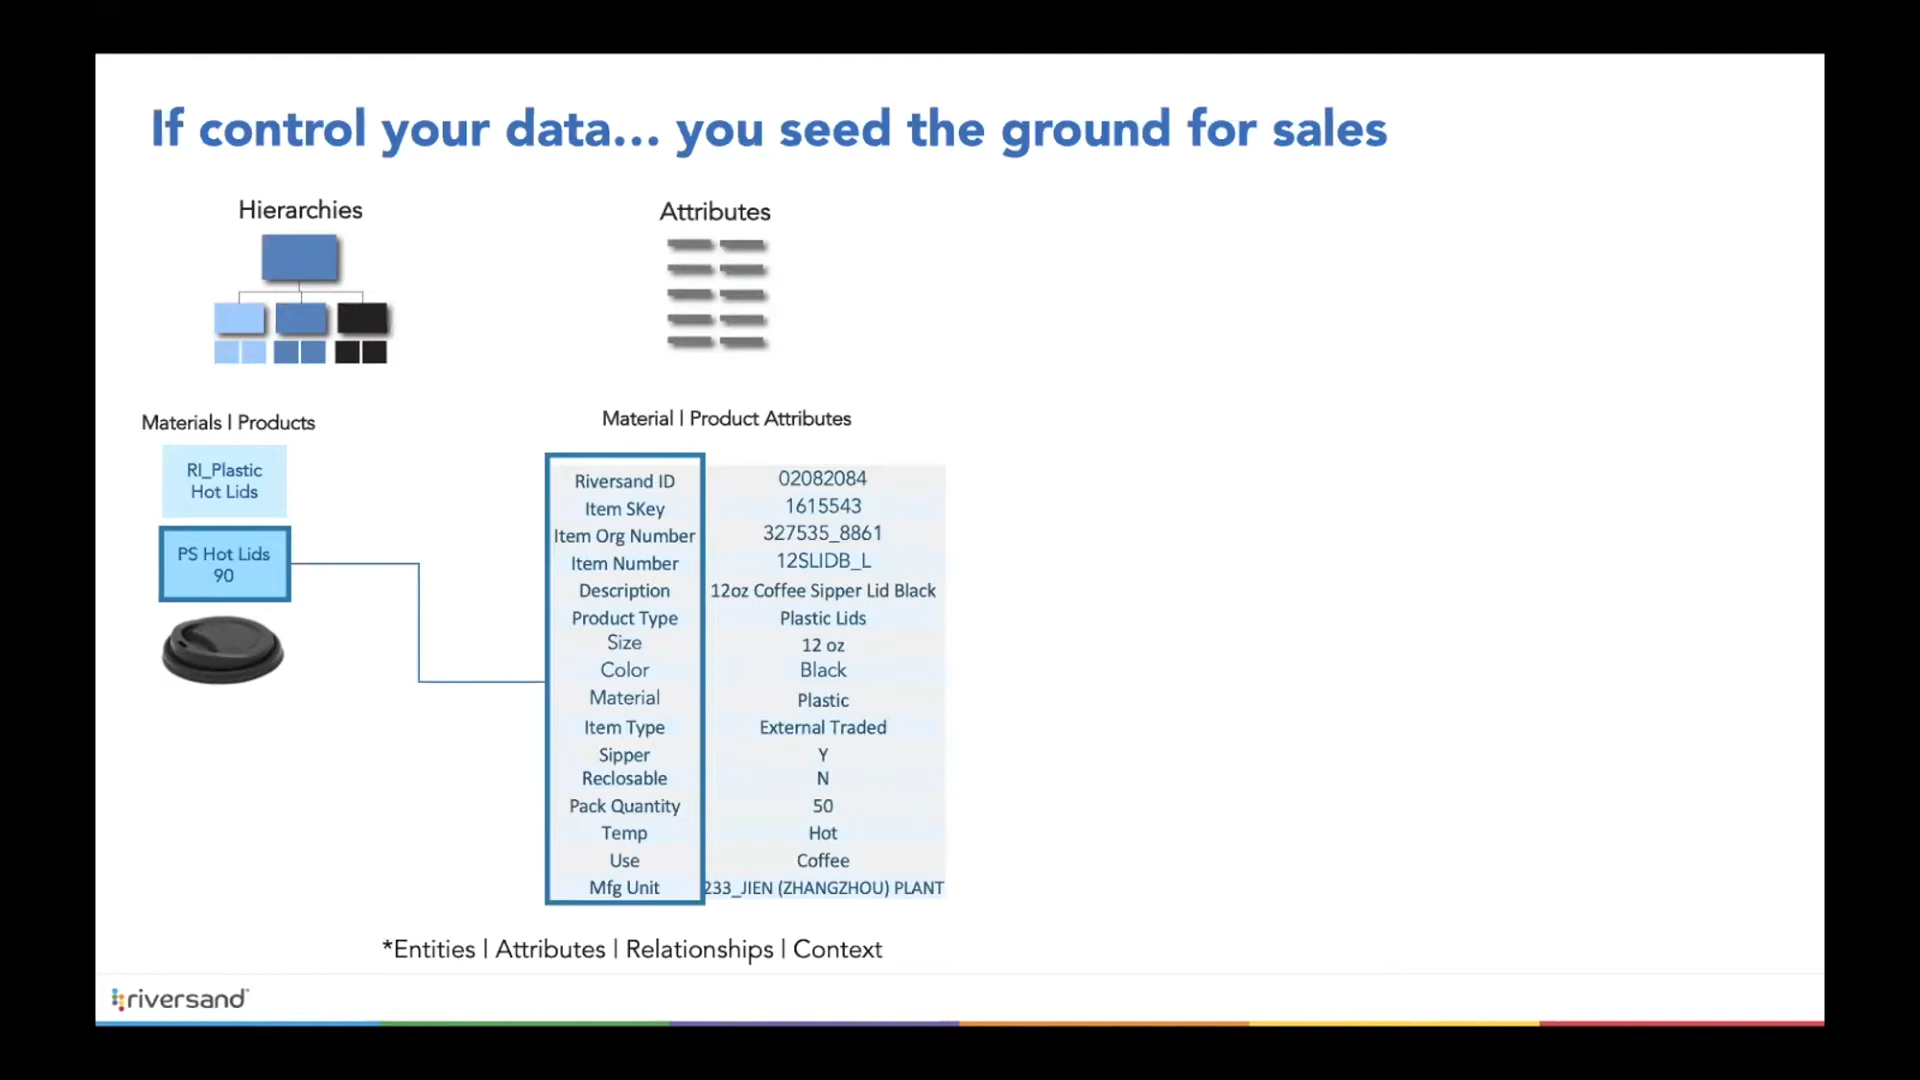 If control your data... you seed the ground for sales
Hierarchies
Attributes
Materials | Products
RI_Plastic
Hot Lids
PS Hot Lids
90
Material | Product Attributes
Riversand ID 02082084
Item SKey 1615543
Item Org Number 327535_8861
Item Number 12SLIDB_L
Description 12oz Coffee Sipper Lid Black
Product Type Plastic Lids
Size 12 oz
Color Black
Material Plastic
Item Type External Traded
Sipper Y
Reclosable N
Pack Quantity 50
Temp Hot
Use Coffee
Mfg Unit 233_JIEN (ZHANGZHOU) PLANT
*Entities | Attributes | Relationships | Context
riversand